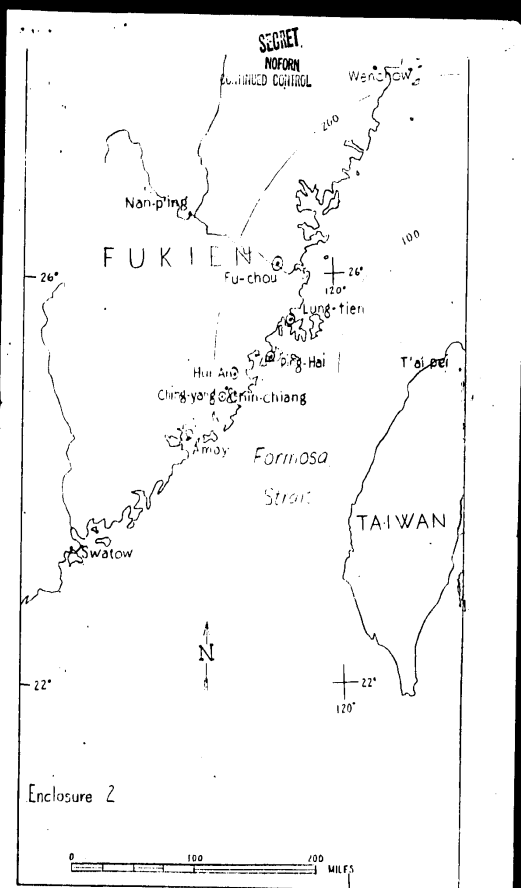 SECRET
NOFORN
CONTINUED CONTROL
Wenchow
200
Nan-p'ing
100
FUKIEN
Fu-chou
26°
26°
120°
Lung-tien
P'ing-Hai
T'ai pei
Hui An
Ching-yang
Chin-chiang
Amoy
Formosa
Strait
TAIWAN
Swatow
N
22°
22°
120°
Enclosure 2
0 100 200
MILES